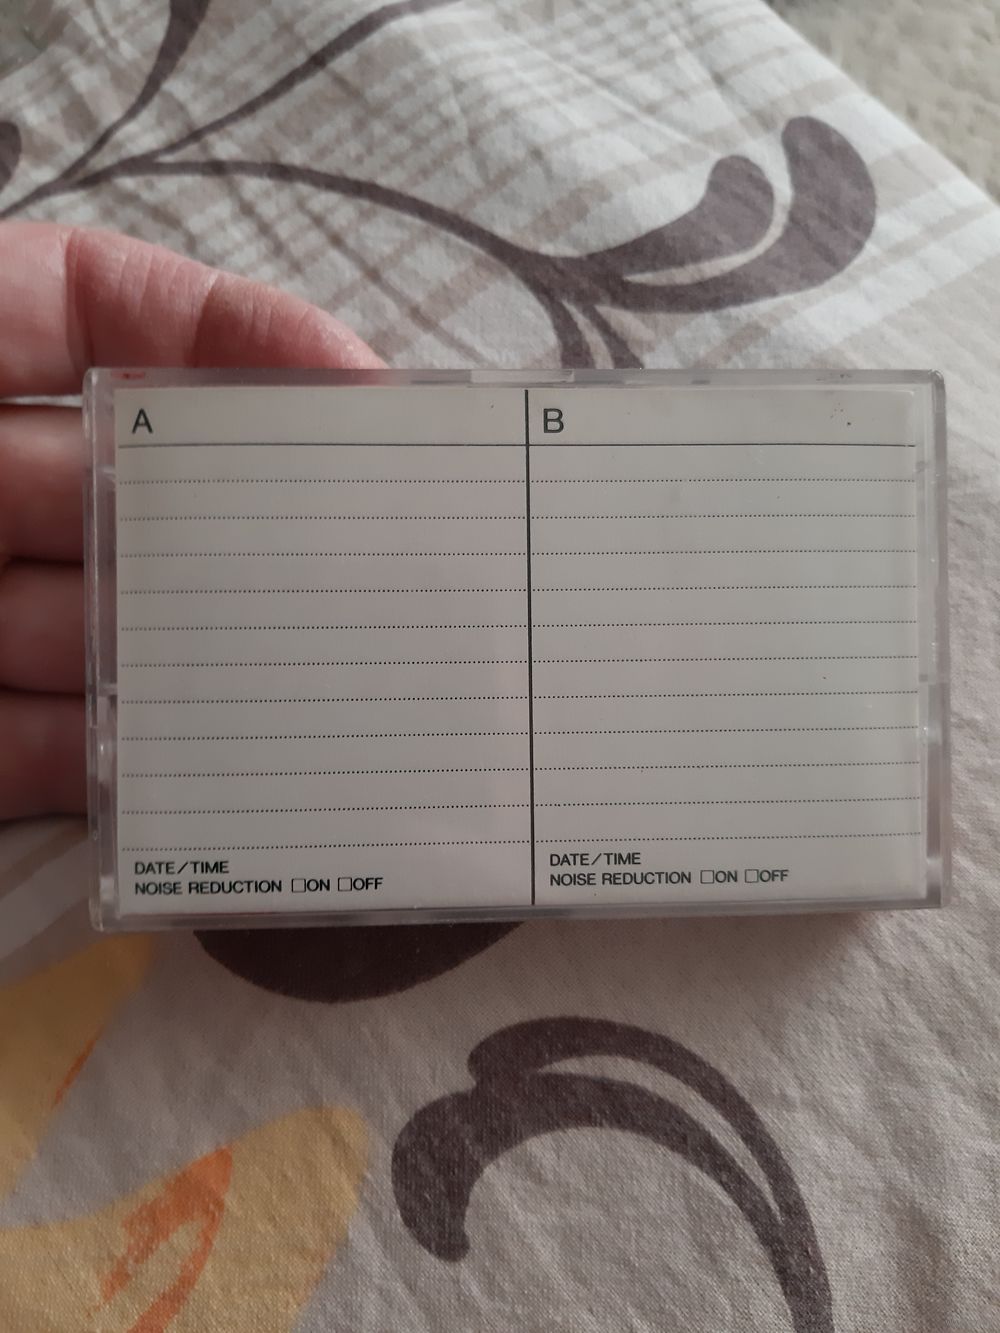 A
B
DATE/TIME
NOISE REDUCTION □ON □OFF
DATE/TIME
NOISE REDUCTION □ON □OFF